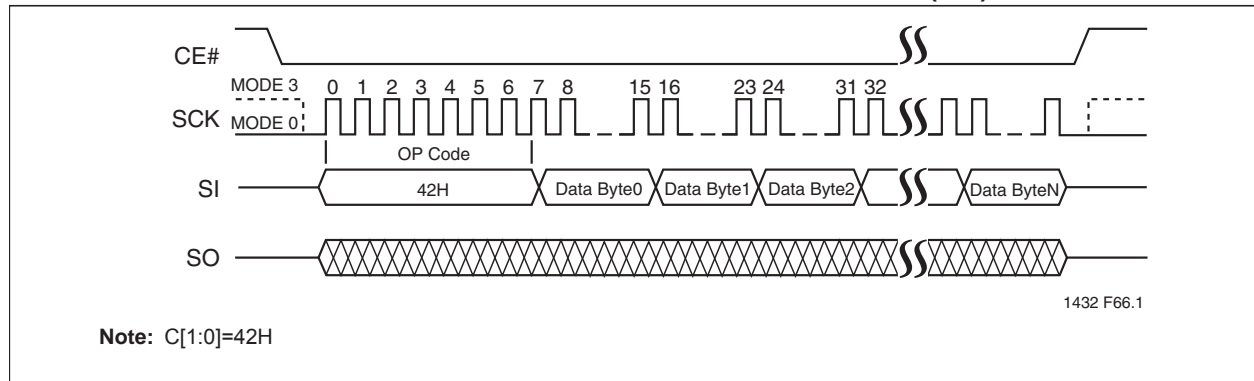 CE#
MODE 3
0 1 2 3 4 5 6 7 8 15 16 23 24 31 32
SCK
MODE 0
OP Code
SI
42H
Data Byte0
Data Byte1
Data Byte2
Data ByteN
SO
1432 F66.1
Note: C[1:0]=42H